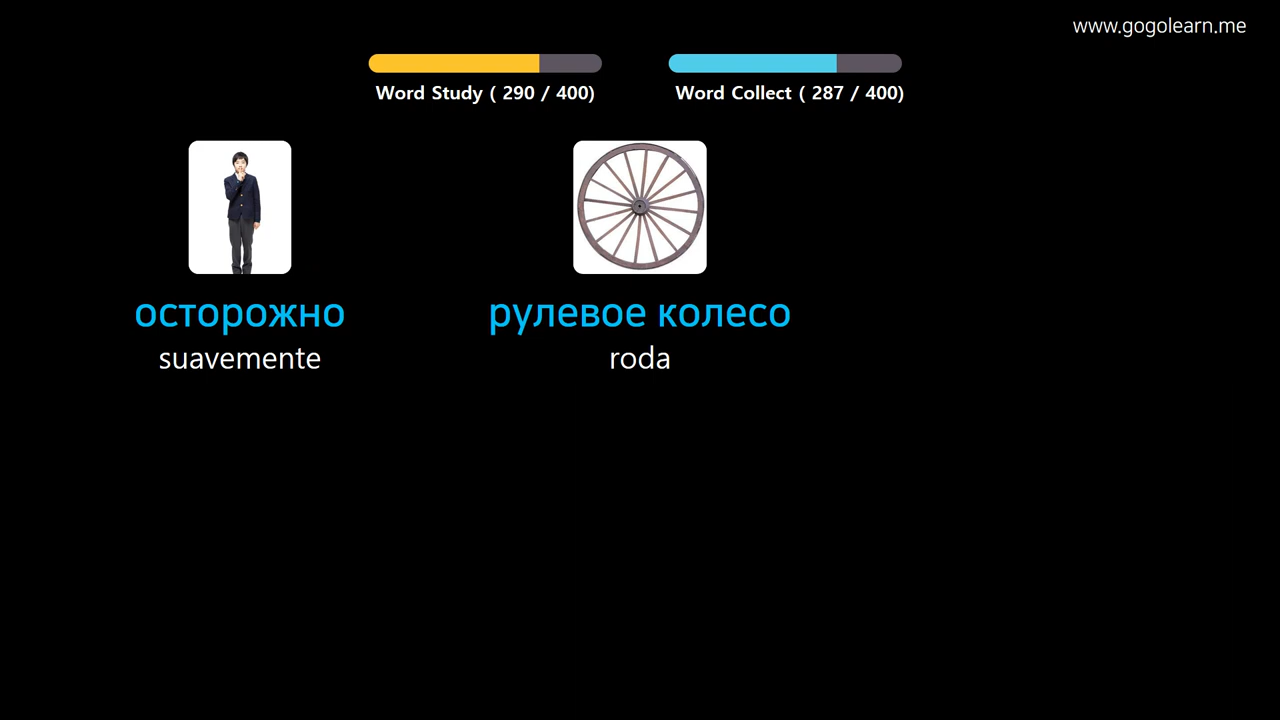 www.gogolearn.me
Word Study ( 290 / 400)
Word Collect ( 287 / 400)
осторожно
suavemente
рулевое колесо
roda